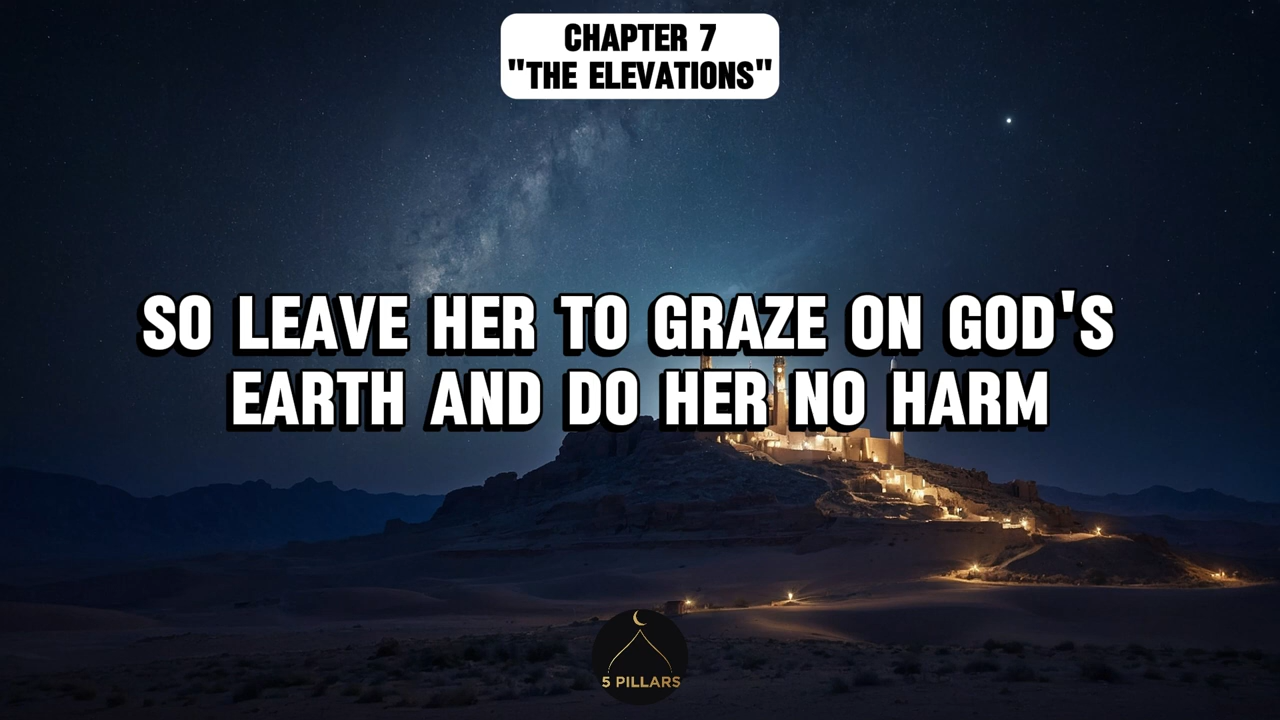 CHAPTER 7
"THE ELEVATIONS"
SO LEAVE HER TO GRAZE ON GOD'S
EARTH AND DO HER NO HARM
5 PILLARS